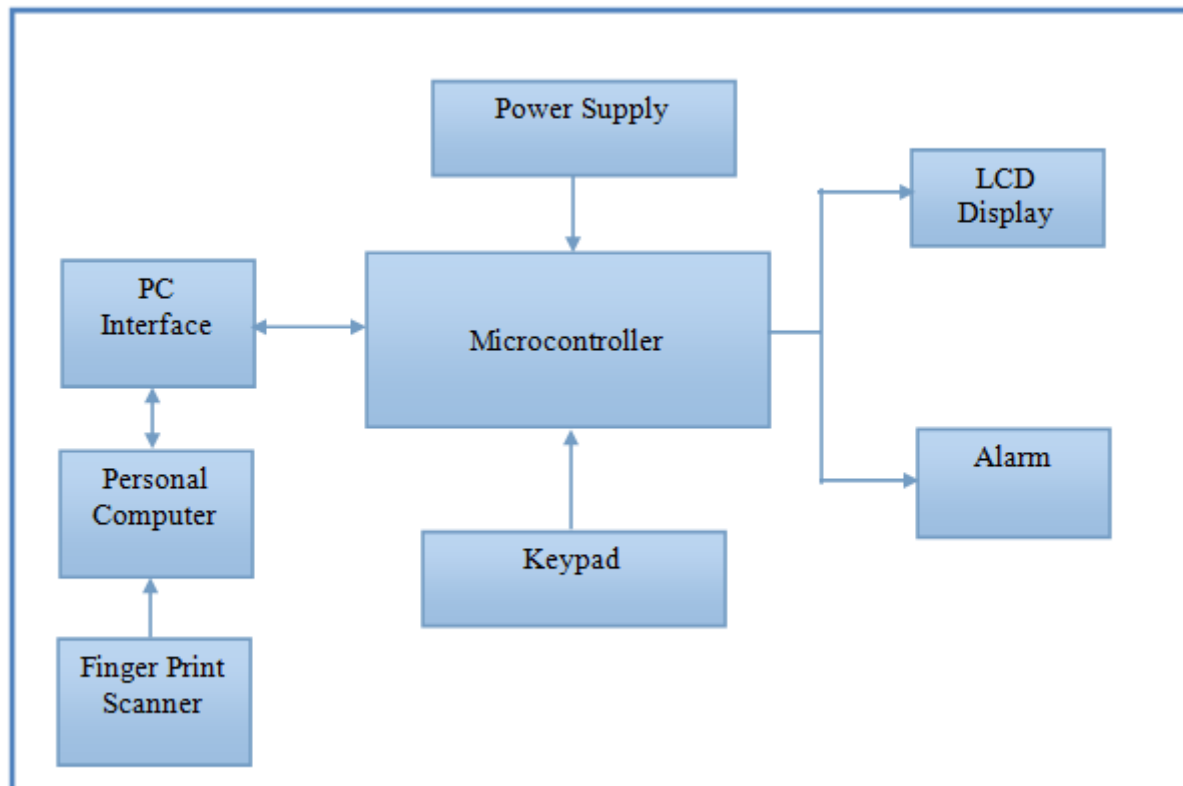 Power Supply
LCD
Display
PC
Interface
Microcontroller
Personal
Computer
Alarm
Keypad
Finger Print
Scanner